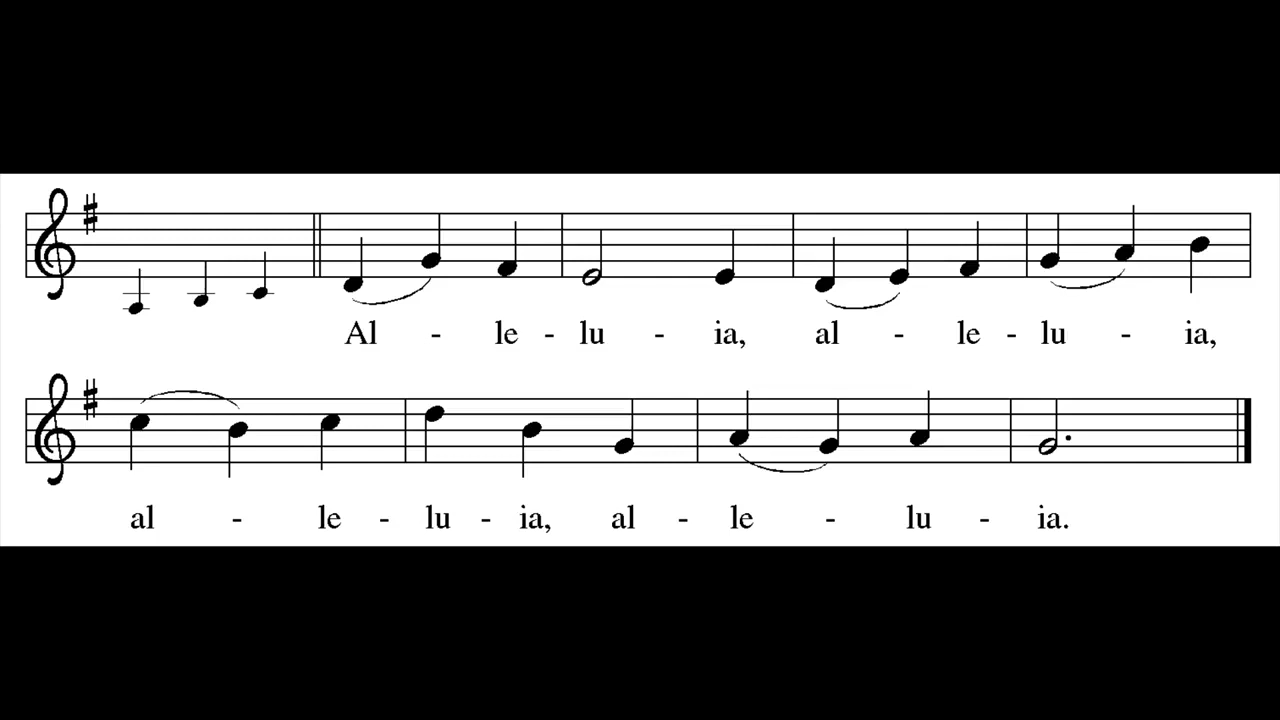 Al - le - lu - ia, al - le - lu - ia,
al - le - lu - ia, al - le - lu - ia.